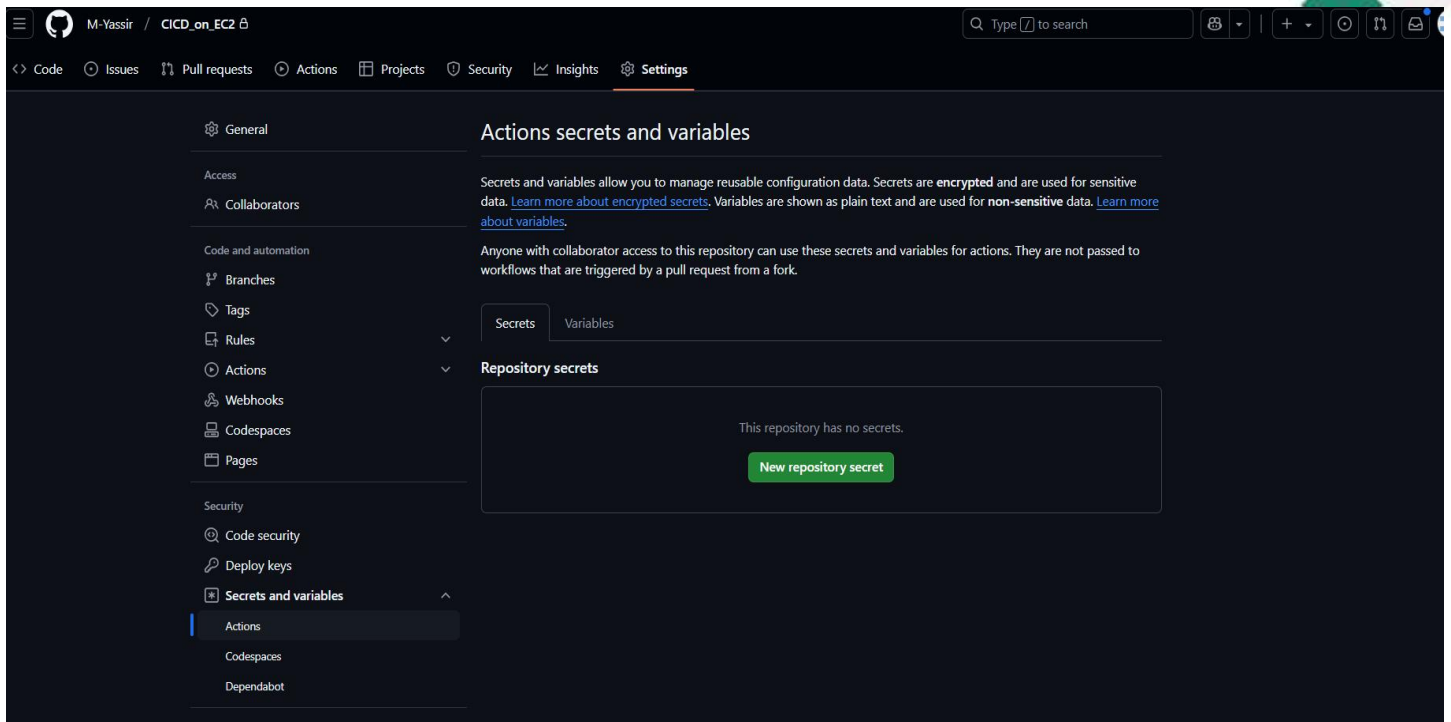 M-Yassir / CICD_on_EC2
Type / to search
Code Issues Pull requests Actions Projects Security Insights Settings
General
Access
Collaborators
Code and automation
Branches
Tags
Rules
Actions
Webhooks
Codespaces
Pages
Security
Code security
Deploy keys
Secrets and variables
Actions
Codespaces
Dependabot
Actions secrets and variables
Secrets and variables allow you to manage reusable configuration data. Secrets are encrypted and are used for sensitive
data. Learn more about encrypted secrets. Variables are shown as plain text and are used for non-sensitive data. Learn more
about variables.
Anyone with collaborator access to this repository can use these secrets and variables for actions. They are not passed to
workflows that are triggered by a pull request from a fork.
Secrets Variables
Repository secrets
This repository has no secrets.
New repository secret